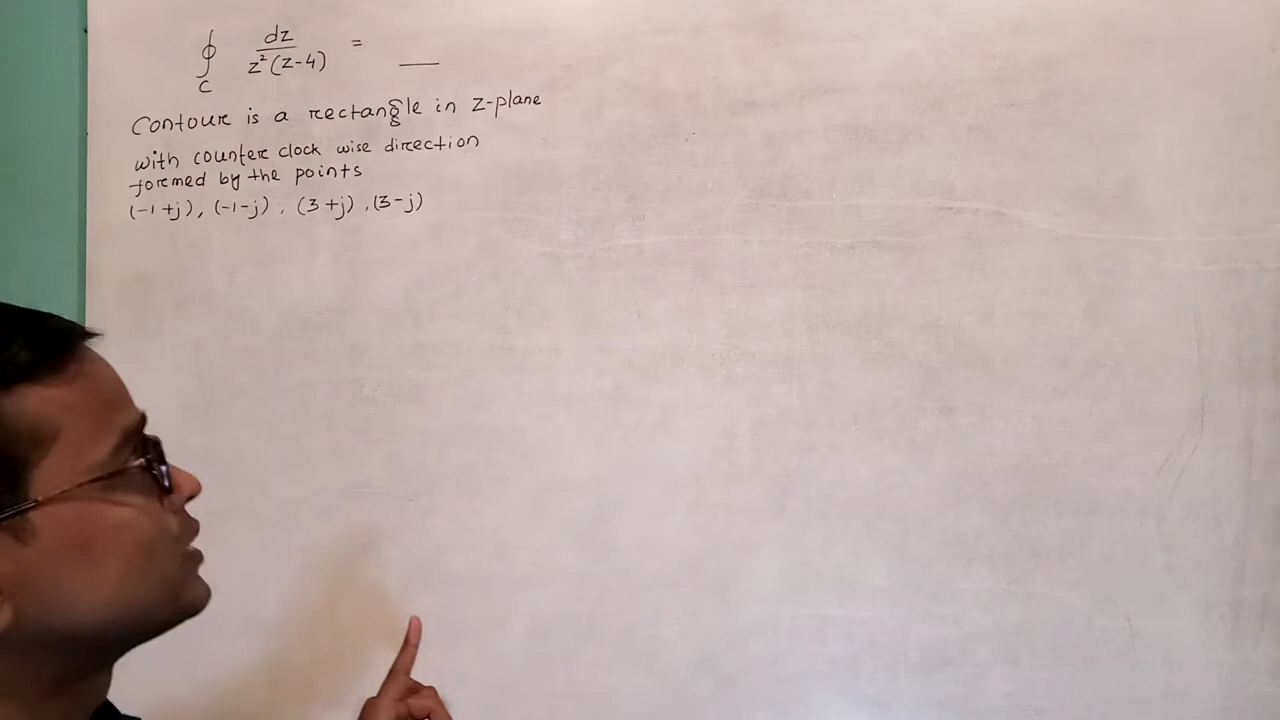 ∮_C dz / z²(z-4) = ___
Contour is a rectangle in z-plane
with counter clock wise direction
formed by the points
(-1+j), (-1-j), (3+j), (3-j)